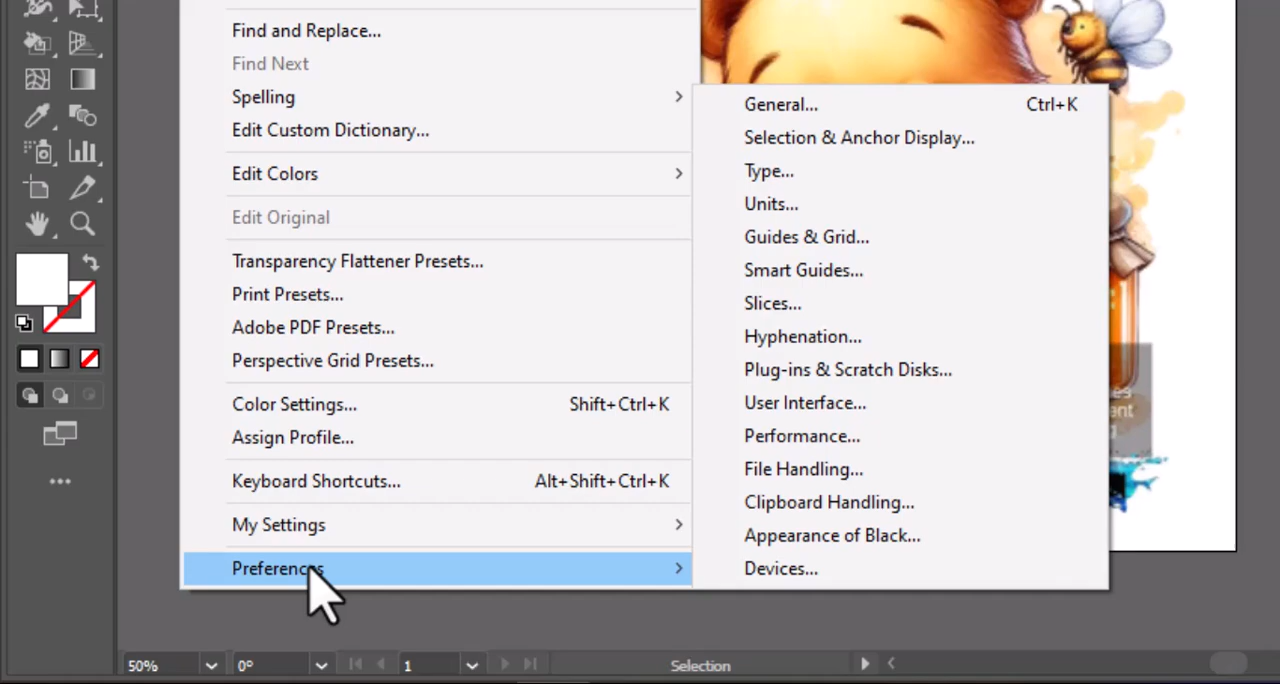 Find and Replace...
Find Next
Spelling
Edit Custom Dictionary...
Edit Colors
Edit Original
Transparency Flattener Presets...
Print Presets...
Adobe PDF Presets...
Perspective Grid Presets...
Color Settings... Shift+Ctrl+K
Assign Profile...
Keyboard Shortcuts... Alt+Shift+Ctrl+K
My Settings
Preferences
General... Ctrl+K
Selection & Anchor Display...
Type...
Units...
Guides & Grid...
Smart Guides...
Slices...
Hyphenation...
Plug-ins & Scratch Disks...
User Interface...
Performance...
File Handling...
Clipboard Handling...
Appearance of Black...
Devices...
50% 0° 1 Selection